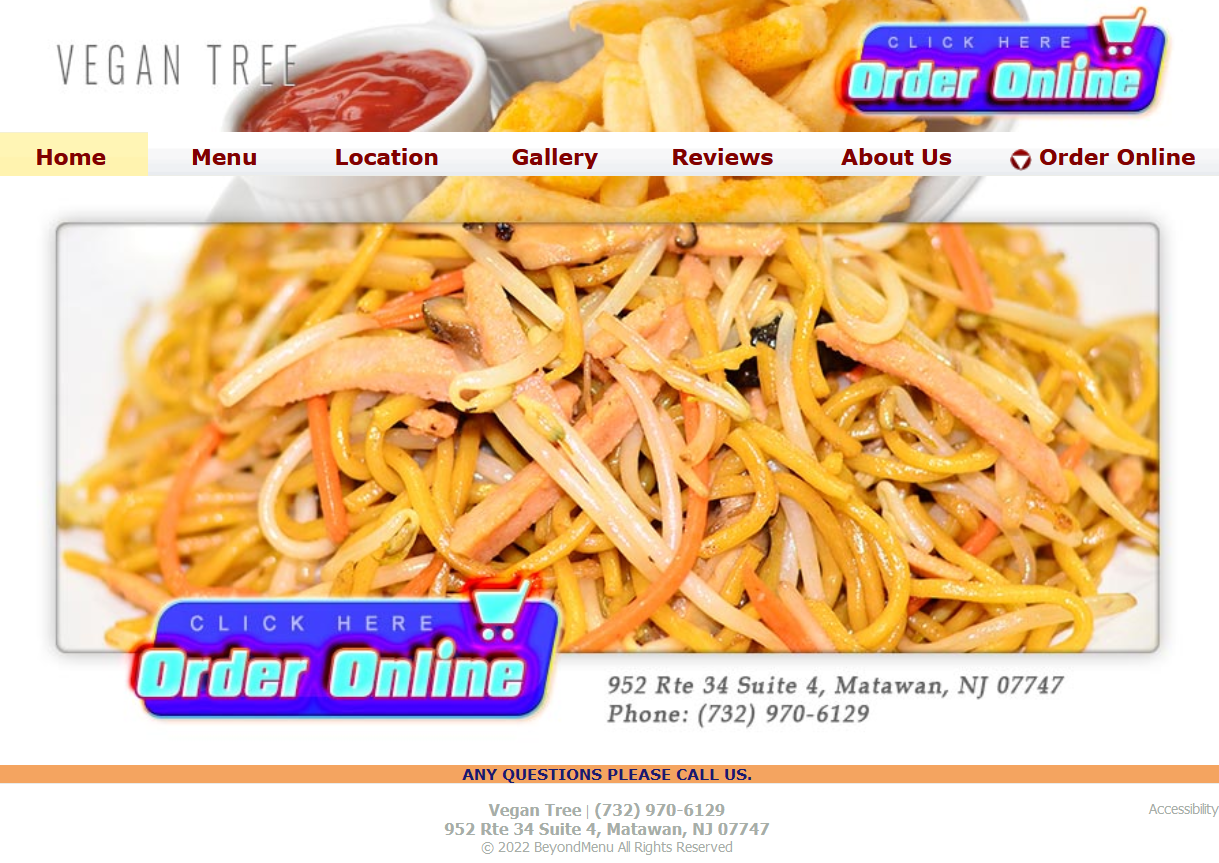 VEGAN TREE
CLICK HERE
Order Online
Home Menu Location Gallery Reviews About Us Order Online
CLICK HERE
Order Online
952 Rte 34 Suite 4, Matawan, NJ 07747
Phone: (732) 970-6129
ANY QUESTIONS PLEASE CALL US.
Vegan Tree | (732) 970-6129
Accessibility
952 Rte 34 Suite 4, Matawan, NJ 07747
© 2022 BeyondMenu All Rights Reserved